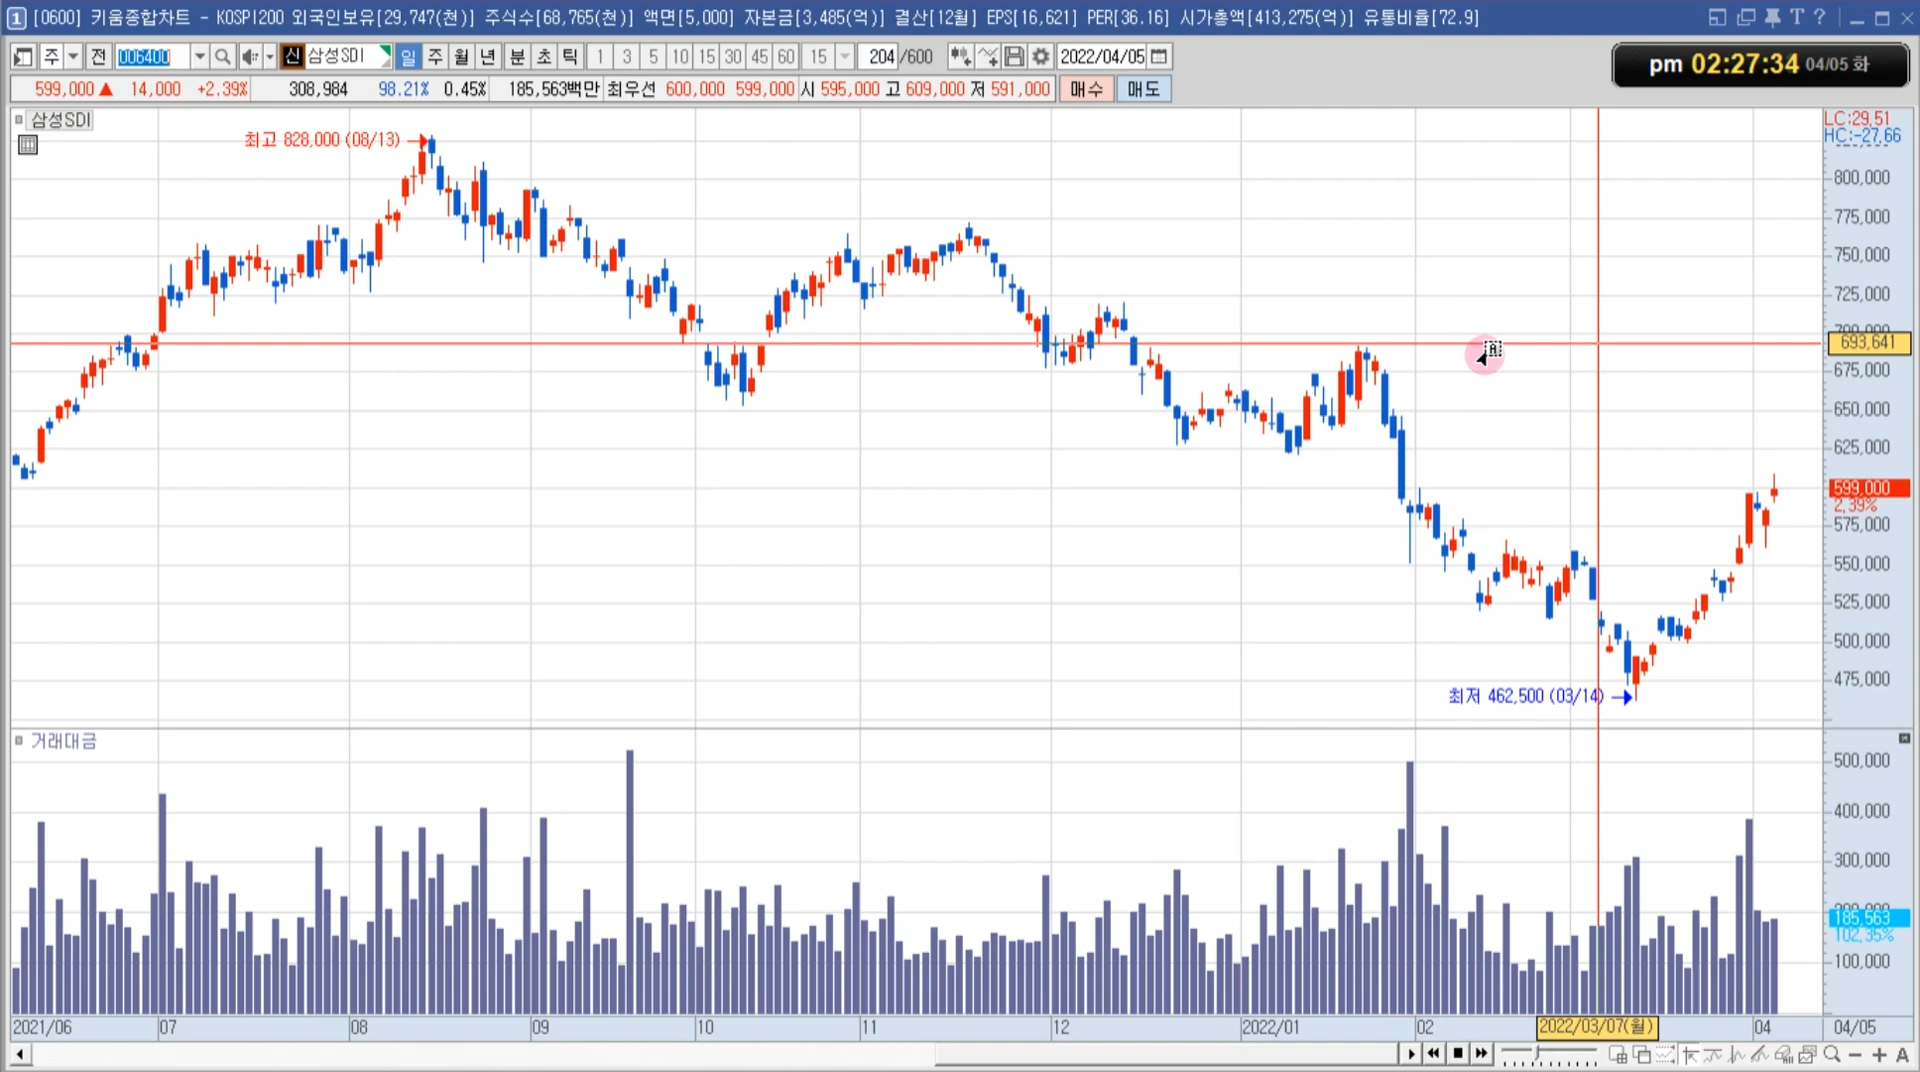 1 [0600] 키움종합차트 - KOSPI200 외국인보유[29,747(천)] 주식수[68,765(천)] 액면[5,000] 자본금[3,485(억)] 결산[12월] EPS[16,621] PER[36.16] 시가총액[413,275(억)] 유통비율[72.9] T ?
주 전 006400 신 삼성SDI 일 주 월 년 분 초 틱 1 3 5 10 15 30 45 60 15 204 /600 2022/04/05
pm 02:27:34 04/05 화
599,000 ▲ 14,000 +2.39% 308,984 98.21% 0.45% 185,563백만 최우선 600,000 599,000 시 595,000 고 609,000 저 591,000 매수 매도
삼성SDI
LC:29,51
HC:-27,66
최고 828,000 (08/13)
800,000
775,000
750,000
725,000
700,000
693,641
675,000
650,000
625,000
599,000
2,39%
575,000
550,000
525,000
500,000
475,000
최저 462,500 (03/14)
거래대금
500,000
400,000
300,000
200,000
185,563
102,35%
100,000
2021/06 07 08 09 10 11 12 2022/01 02 2022/03/07(월) 04 04/05
A